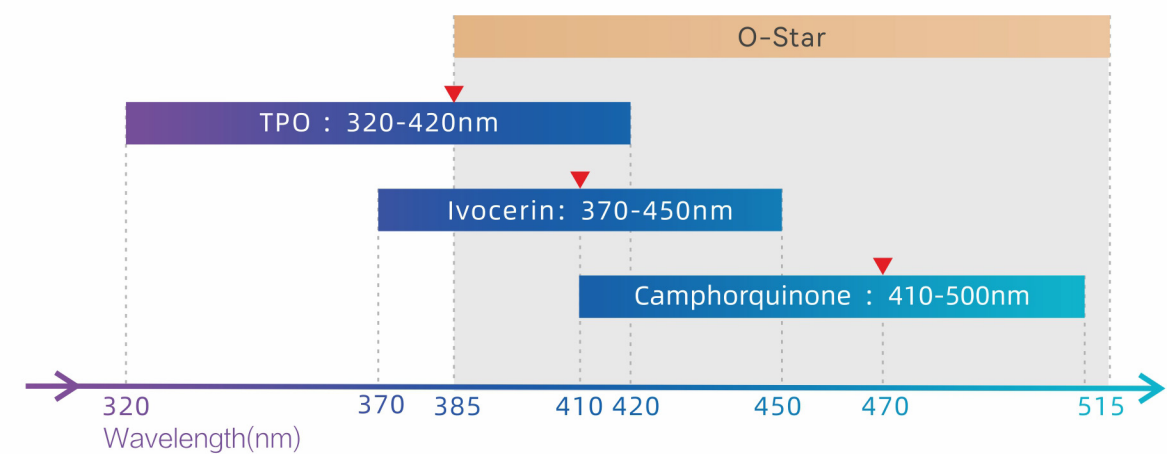 O-Star
TPO : 320-420nm
Ivocerin: 370-450nm
Camphorquinone : 410-500nm
320 370 385 410 420 450 470 515
Wavelength(nm)